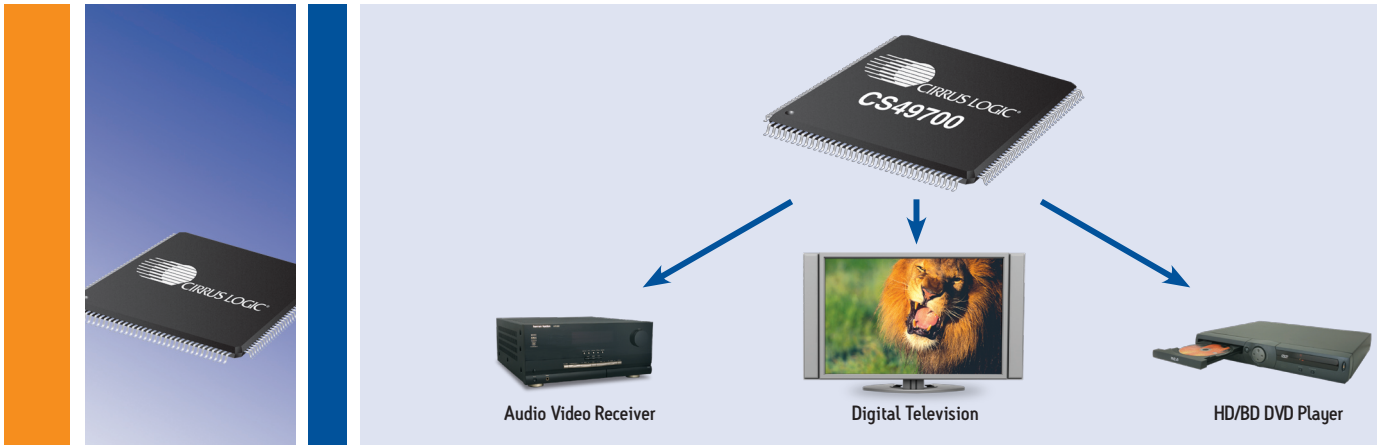 CIRRUS LOGIC®
CIRRUS LOGIC®
CS49700
Audio Video Receiver
Digital Television
HD/BD DVD Player